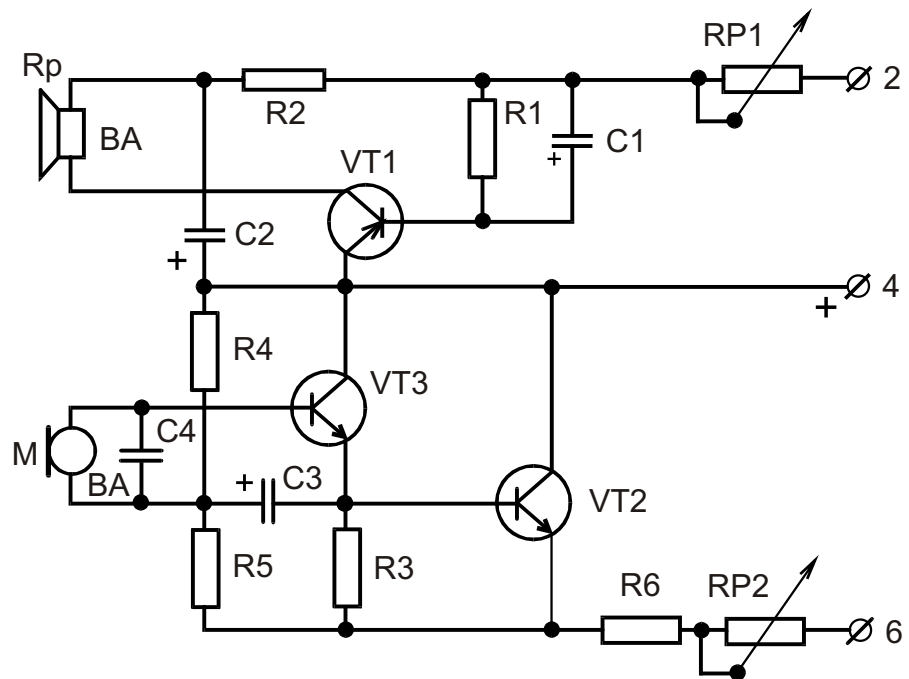 RP1
Rp
2
R2
R1
C1
BA
VT1
C2
+
+
4
+
R4
VT3
M
C4
BA
+
C3
VT2
R5
R3
R6
RP2
6